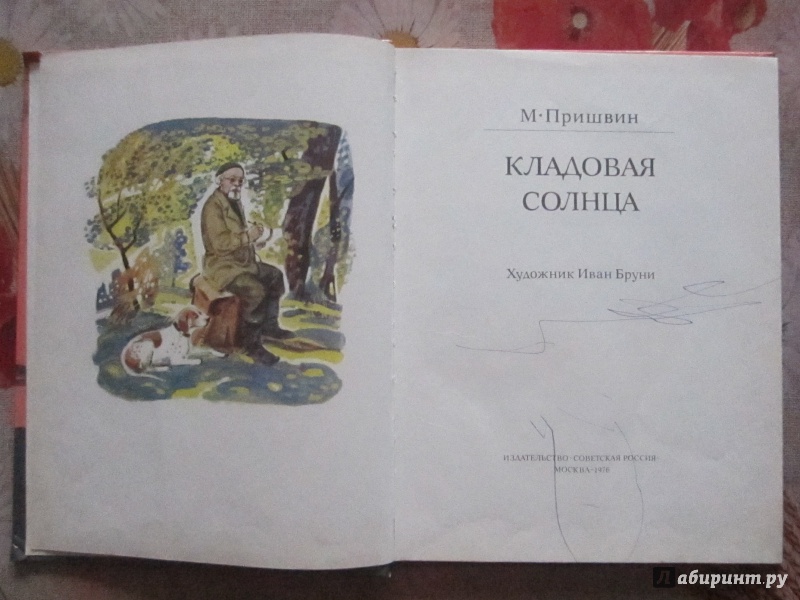 М·Пришвин
КЛАДОВАЯ
СОЛНЦА
Художник Иван Бруни
ИЗДАТЕЛЬСТВО «СОВЕТСКАЯ РОССИЯ»
МОСКВА—1978
Лабиринт.ру